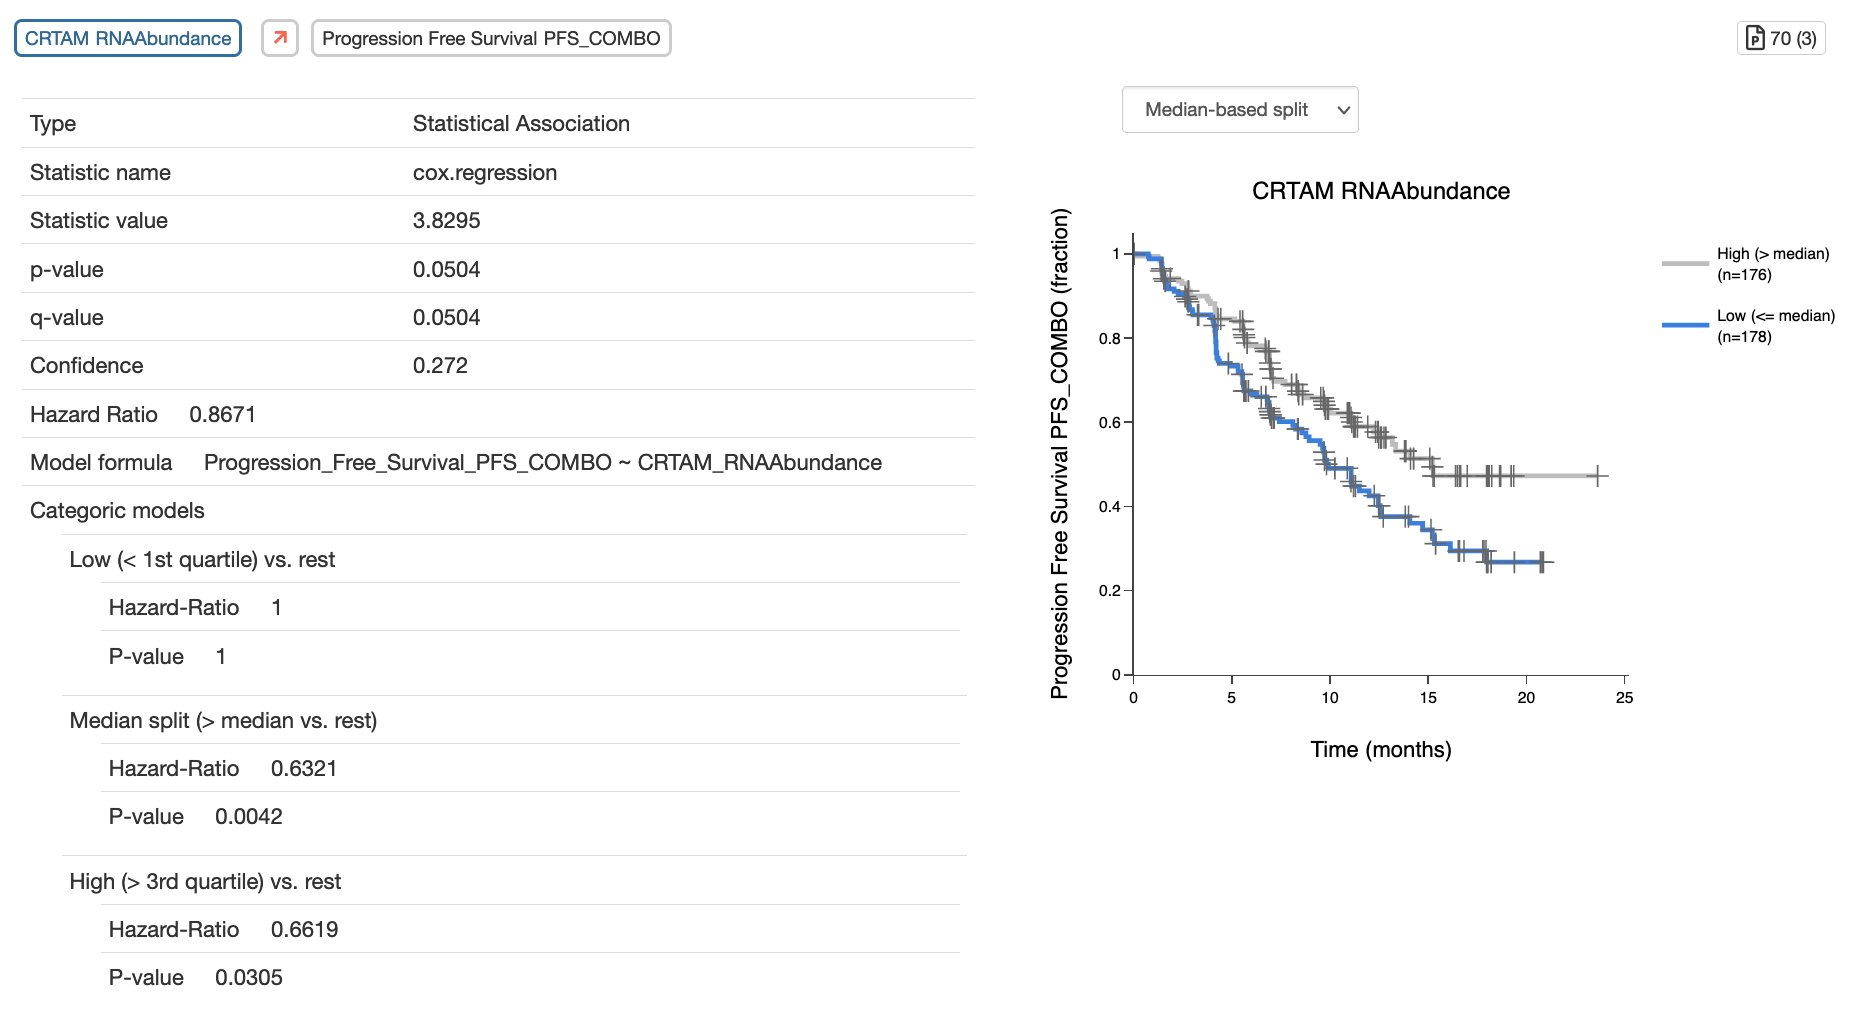 CRTAM RNAAbundance
Progression Free Survival PFS_COMBO
70 (3)
Type Statistical Association
Statistic name cox.regression
Statistic value 3.8295
p-value 0.0504
q-value 0.0504
Confidence 0.272
Hazard Ratio 0.8671
Model formula Progression_Free_Survival_PFS_COMBO ~ CRTAM_RNAAbundance
Categoric models
Low (< 1st quartile) vs. rest
Hazard-Ratio 1
P-value 1
Median split (> median vs. rest)
Hazard-Ratio 0.6321
P-value 0.0042
High (> 3rd quartile) vs. rest
Hazard-Ratio 0.6619
P-value 0.0305
Median-based split
CRTAM RNAAbundance
Progression Free Survival PFS_COMBO (fraction)
1
0.8
0.6
0.4
0.2
0
0 5 10 15 20 25
Time (months)
High (> median)
(n=176)
Low (<= median)
(n=178)